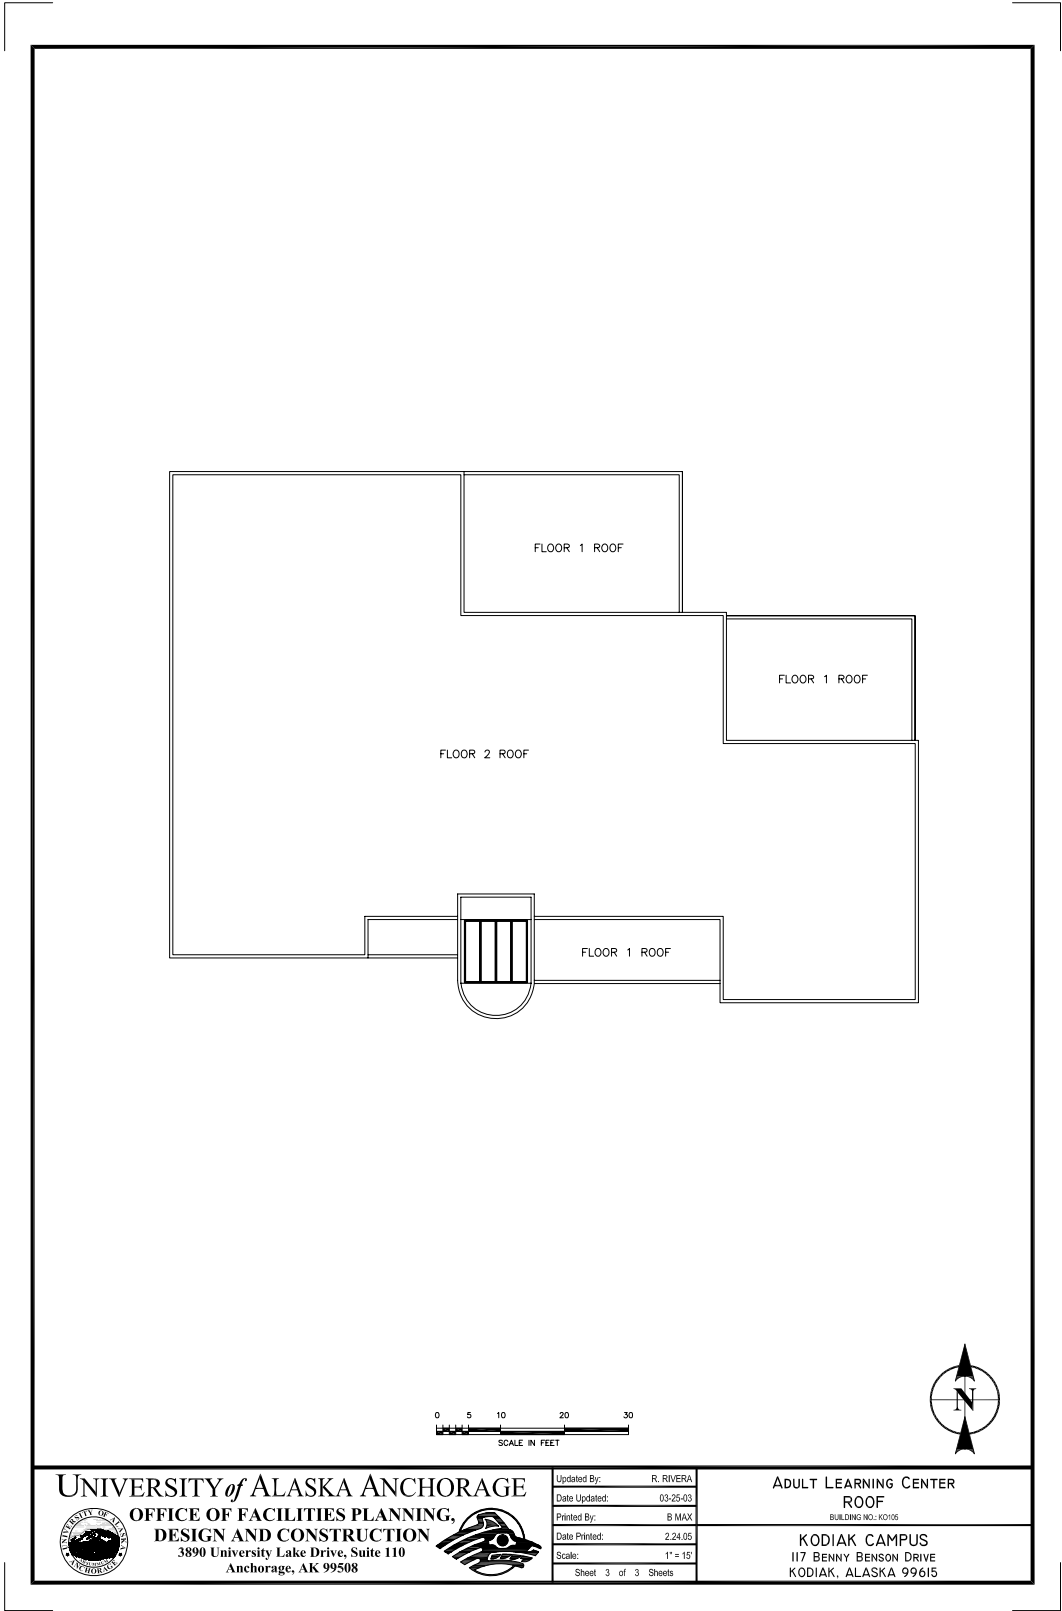 FLOOR 1 ROOF
FLOOR 1 ROOF
FLOOR 2 ROOF
FLOOR 1 ROOF
0 5 10 20 30
SCALE IN FEET
N
UNIVERSITY of ALASKA ANCHORAGE
OFFICE OF FACILITIES PLANNING,
DESIGN AND CONSTRUCTION
3890 University Lake Drive, Suite 110
Anchorage, AK 99508
UNIVERSITY OF ALASKA
ANCHORAGE
Updated By: R. RIVERA
Date Updated: 03-25-03
Printed By: B MAX
Date Printed: 2.24.05
Scale: 1" = 15'
Sheet 3 of 3 Sheets
ADULT LEARNING CENTER
ROOF
BUILDING NO.: KO105
KODIAK CAMPUS
117 BENNY BENSON DRIVE
KODIAK, ALASKA 99615